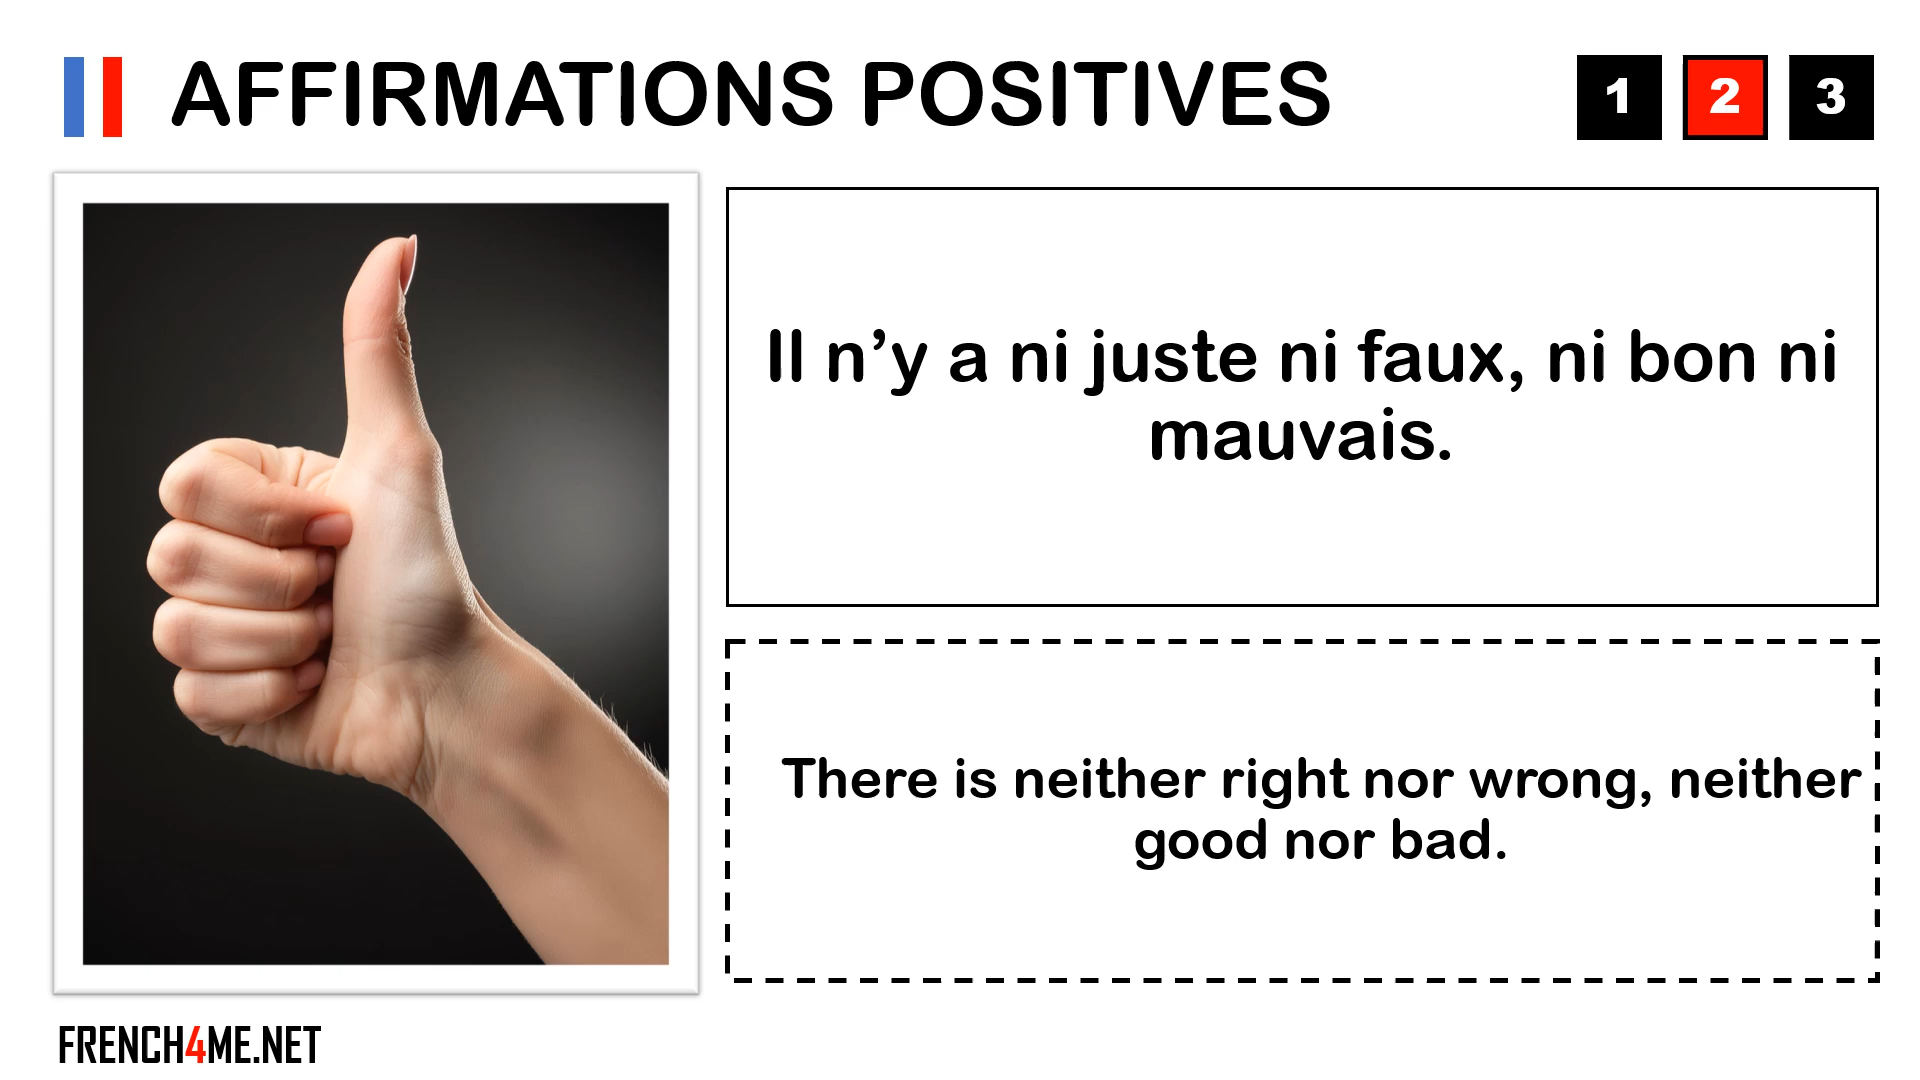 AFFIRMATIONS POSITIVES
1 2 3
Il n’y a ni juste ni faux, ni bon ni
mauvais.
There is neither right nor wrong, neither
good nor bad.
FRENCH4ME.NET